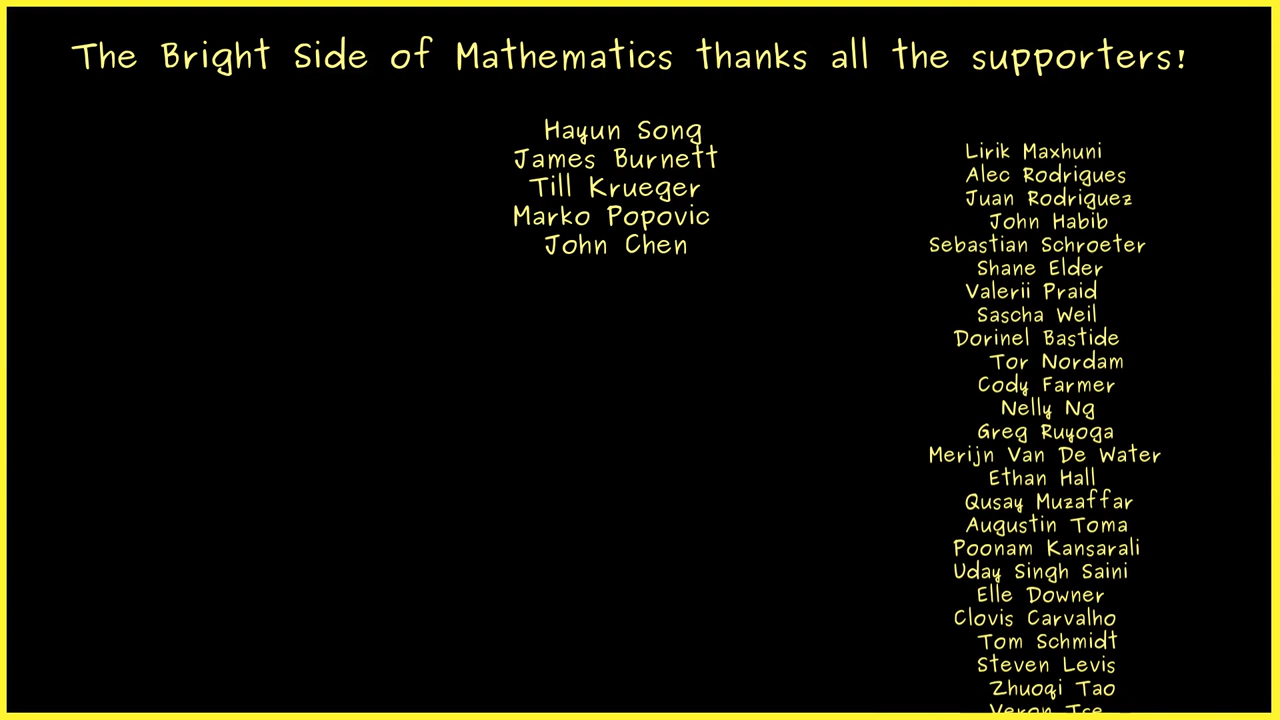 The Bright Side of Mathematics thanks all the supporters!
Hayun Song
James Burnett
Till Krueger
Marko Popovic
John Chen
Lirik Maxhuni
Alec Rodrigues
Juan Rodriguez
John Habib
Sebastian Schroeter
Shane Elder
Valerii Praid
Sascha Weil
Dorinel Bastide
Tor Nordam
Cody Farmer
Nelly Ng
Greg Ruyoga
Merijn Van De Water
Ethan Hall
Qusay Muzaffar
Augustin Toma
Poonam Kansarali
Uday Singh Saini
Elle Downer
Clovis Carvalho
Tom Schmidt
Steven Levis
Zhuoqi Tao
Veron Tse